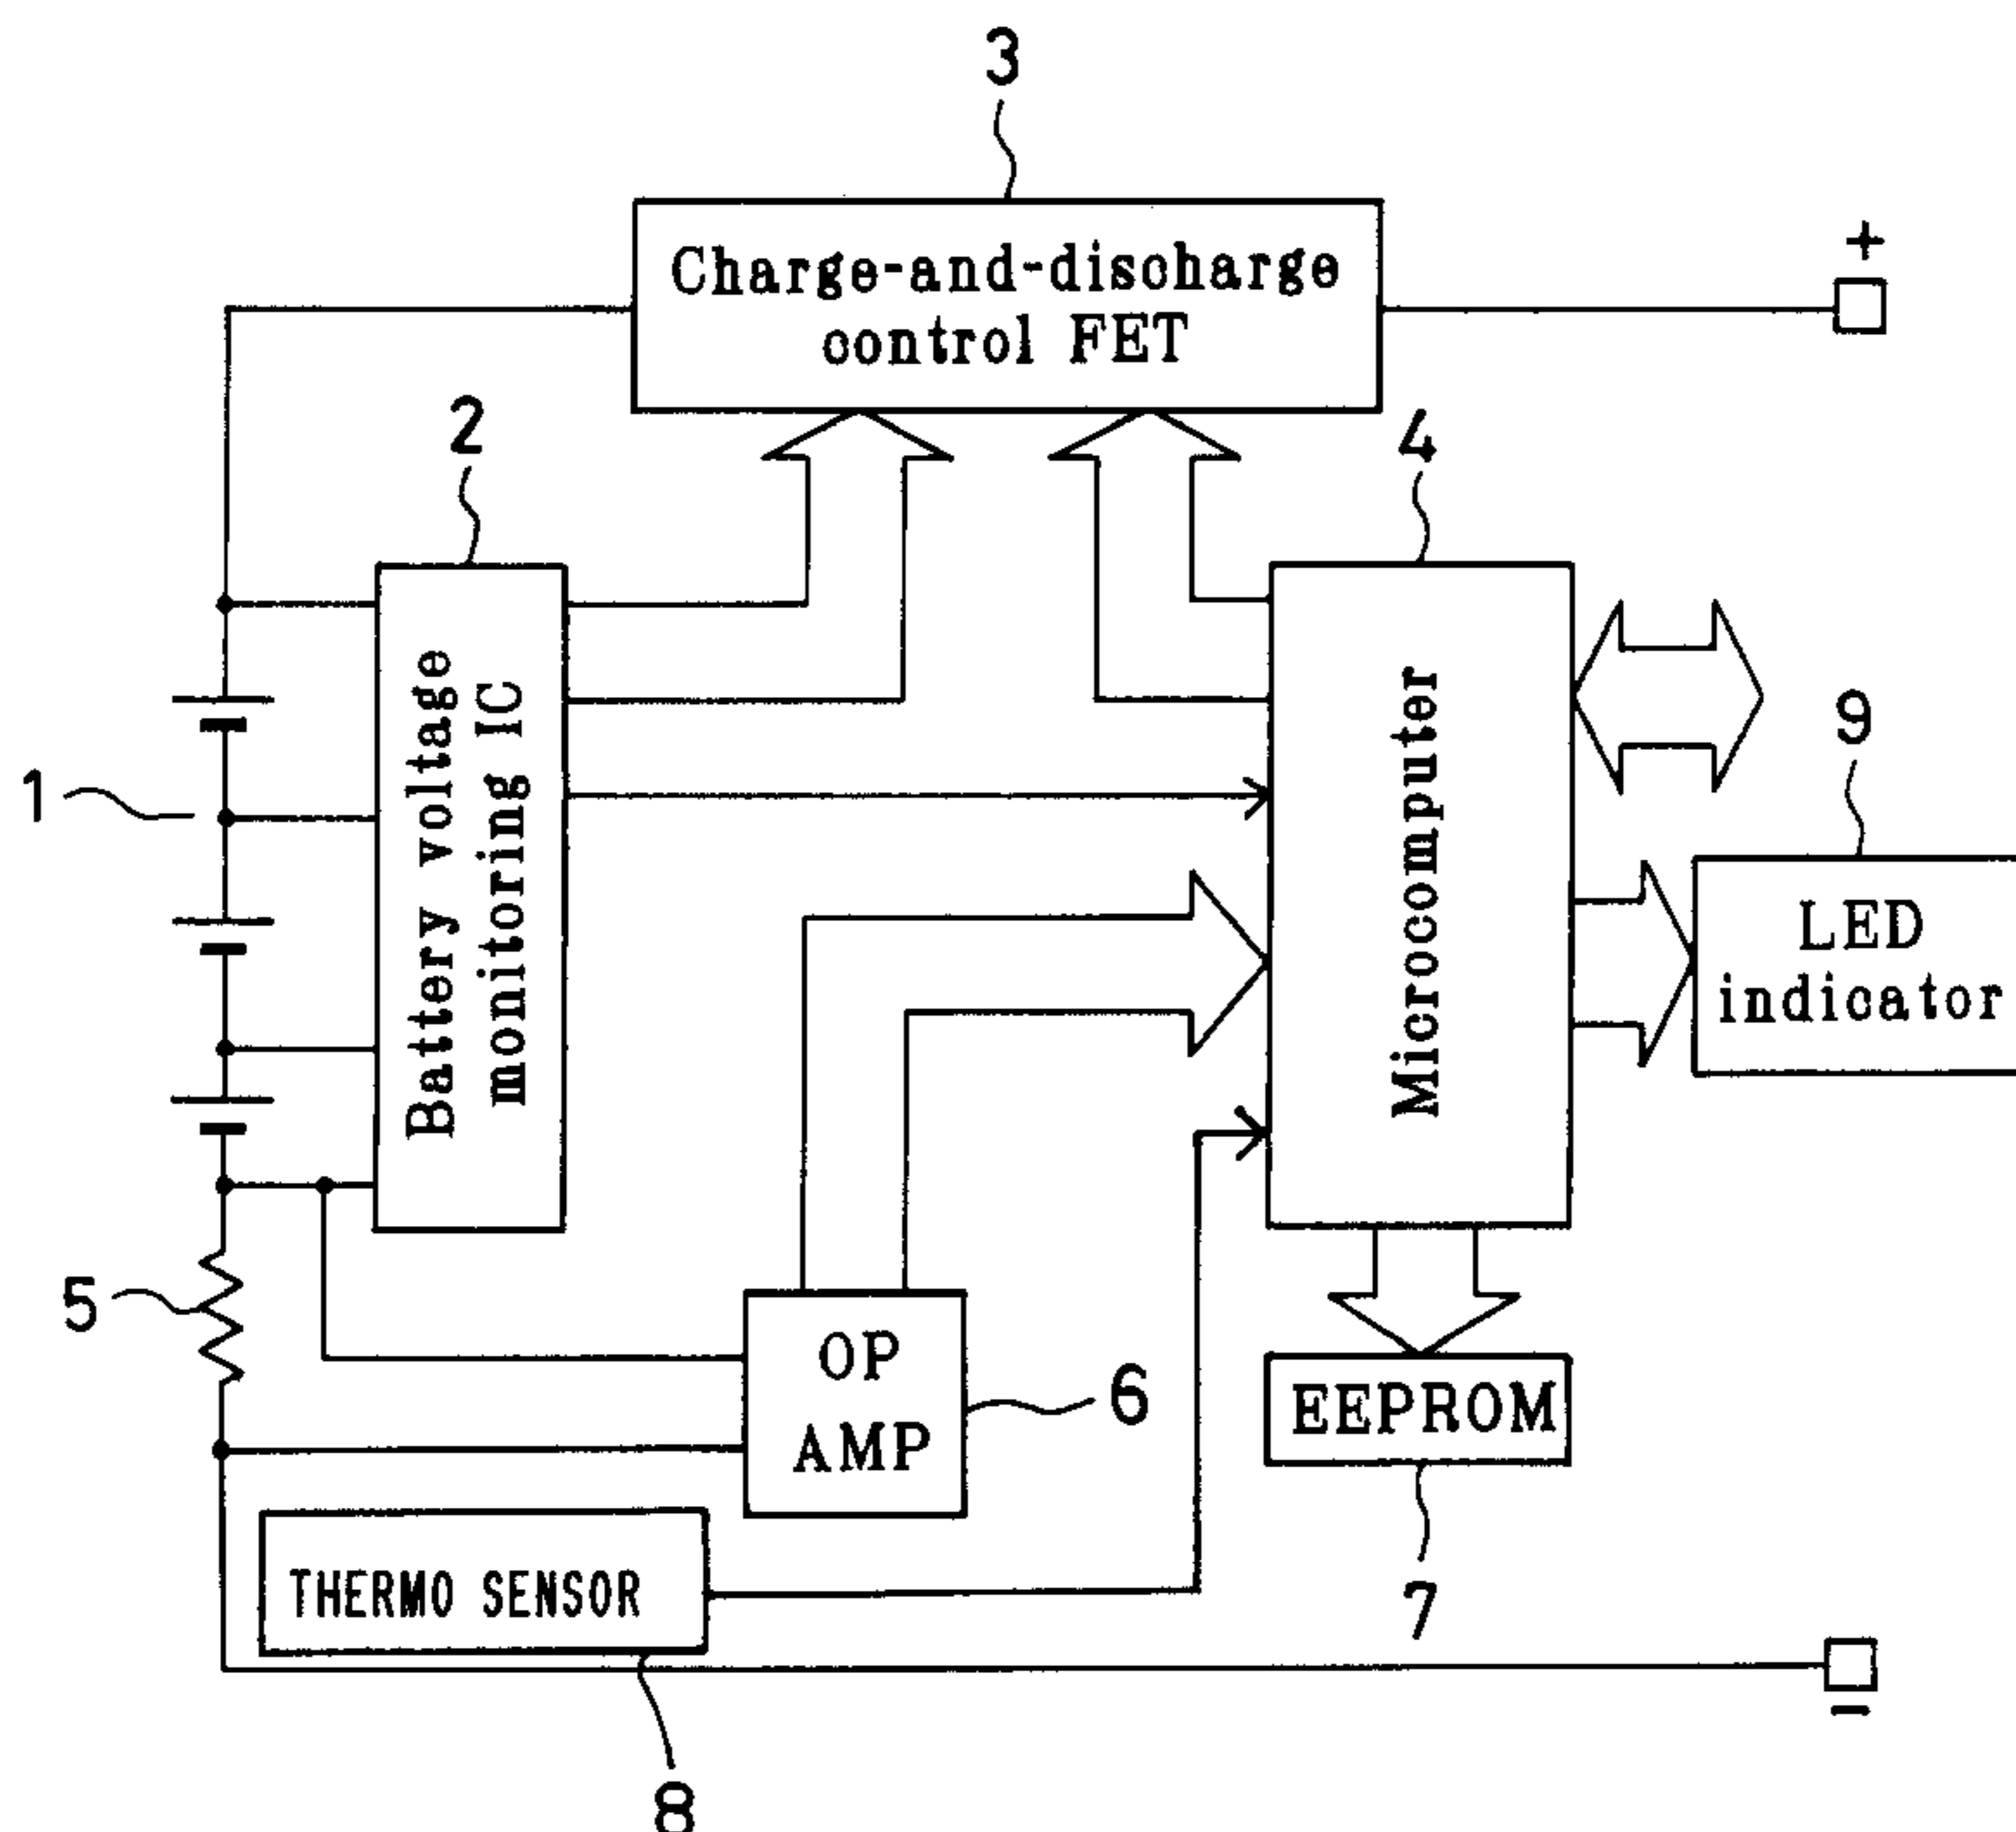 3
Charge-and-discharge
control FET
+
2
4
Battery voltage
monitoring IC
Microcomputer
1
9
LED
indicator
5
OP
AMP
6
EEPROM
7
THERMO SENSOR
8
−